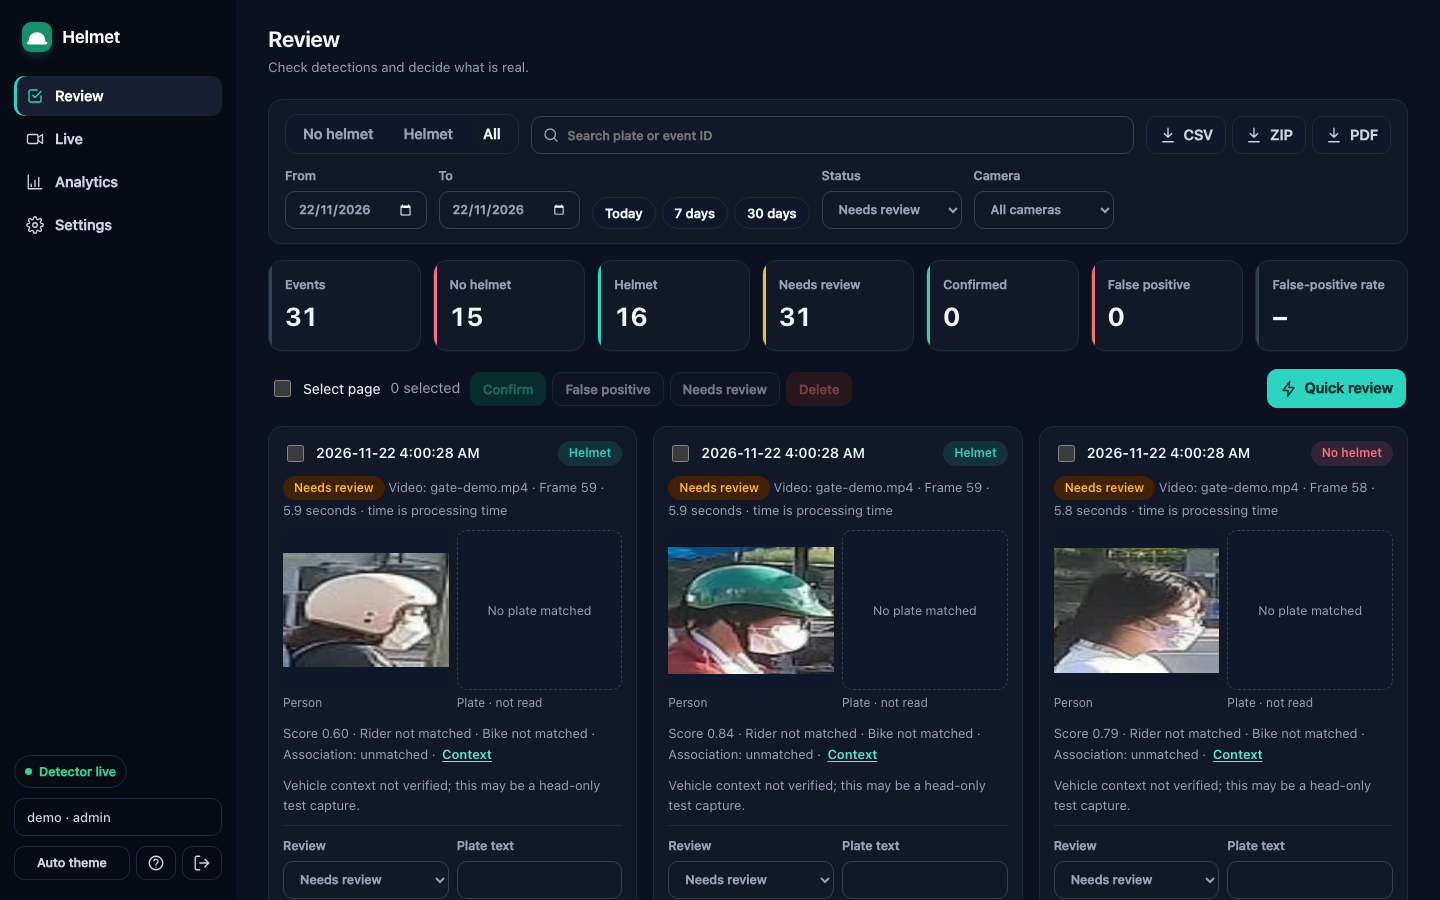 Helmet
Review
Live
Analytics
Settings
Detector live
demo · admin
Auto theme
Review
Check detections and decide what is real.
No helmet Helmet All Search plate or event ID CSV ZIP PDF
From To Status Camera
22/11/2026 22/11/2026 Today 7 days 30 days Needs review All cameras
Events No helmet Helmet Needs review Confirmed False positive False-positive rate
31 15 16 31 0 0 –
Select page 0 selected Confirm False positive Needs review Delete Quick review
2026-11-22 4:00:28 AM Helmet
Needs review Video: gate-demo.mp4 · Frame 59 ·
5.9 seconds · time is processing time
No plate matched
Person Plate · not read
Score 0.60 · Rider not matched · Bike not matched ·
Association: unmatched · Context
Vehicle context not verified; this may be a head-only
test capture.
Review Plate text
Needs review
2026-11-22 4:00:28 AM Helmet
Needs review Video: gate-demo.mp4 · Frame 59 ·
5.9 seconds · time is processing time
No plate matched
Person Plate · not read
Score 0.84 · Rider not matched · Bike not matched ·
Association: unmatched · Context
Vehicle context not verified; this may be a head-only
test capture.
Review Plate text
Needs review
2026-11-22 4:00:28 AM No helmet
Needs review Video: gate-demo.mp4 · Frame 58 ·
5.8 seconds · time is processing time
No plate matched
Person Plate · not read
Score 0.79 · Rider not matched · Bike not matched ·
Association: unmatched · Context
Vehicle context not verified; this may be a head-only
test capture.
Review Plate text
Needs review